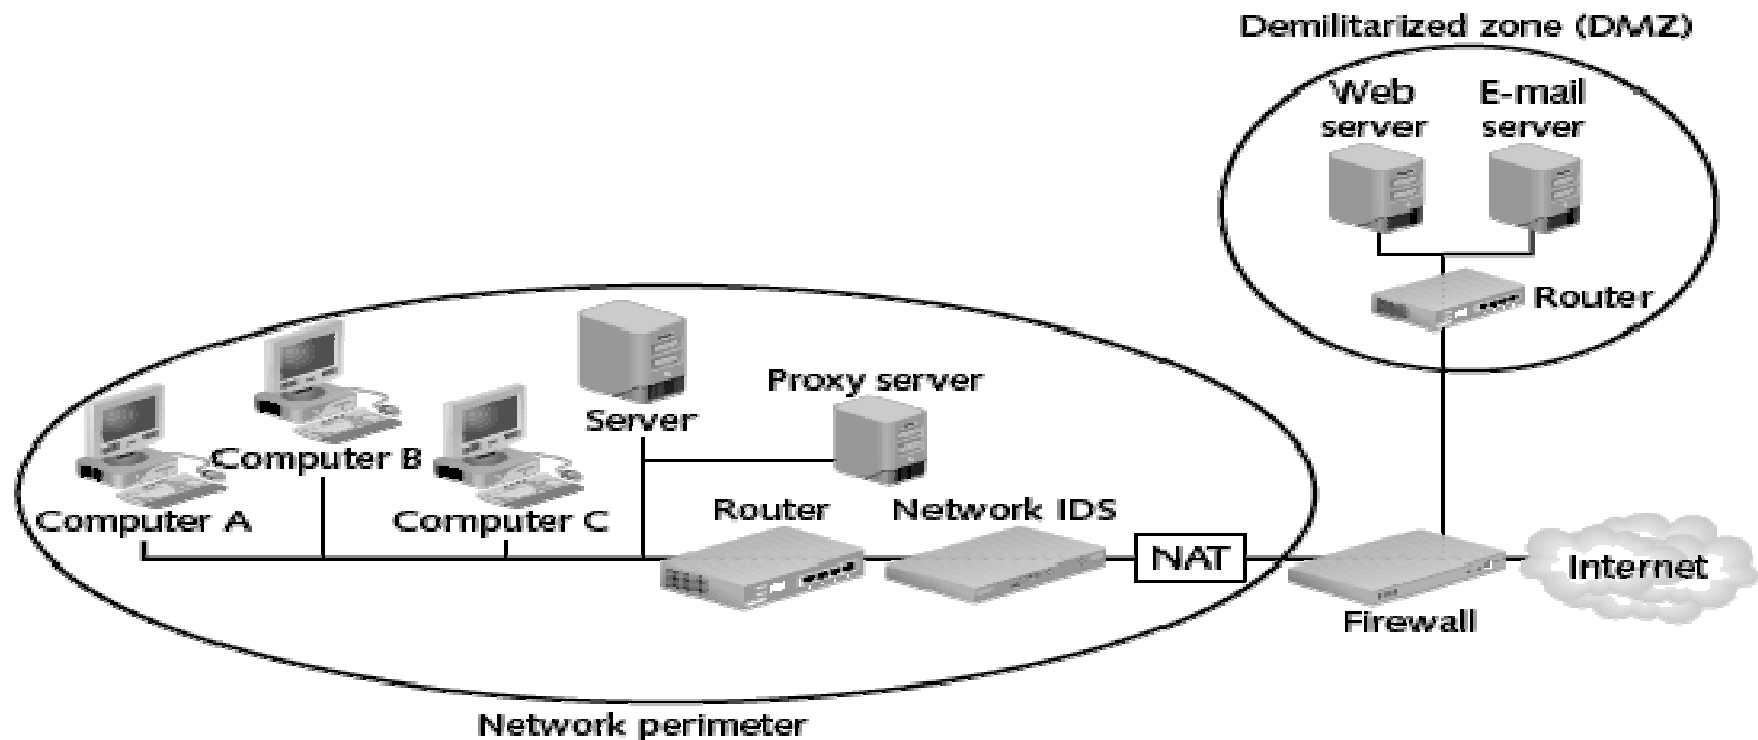 Demilitarized zone (DMZ)
Web
server
E-mail
server
Router
Proxy server
Server
Computer B
Computer A
Computer C
Router
Network IDS
NAT
Internet
Firewall
Network perimeter